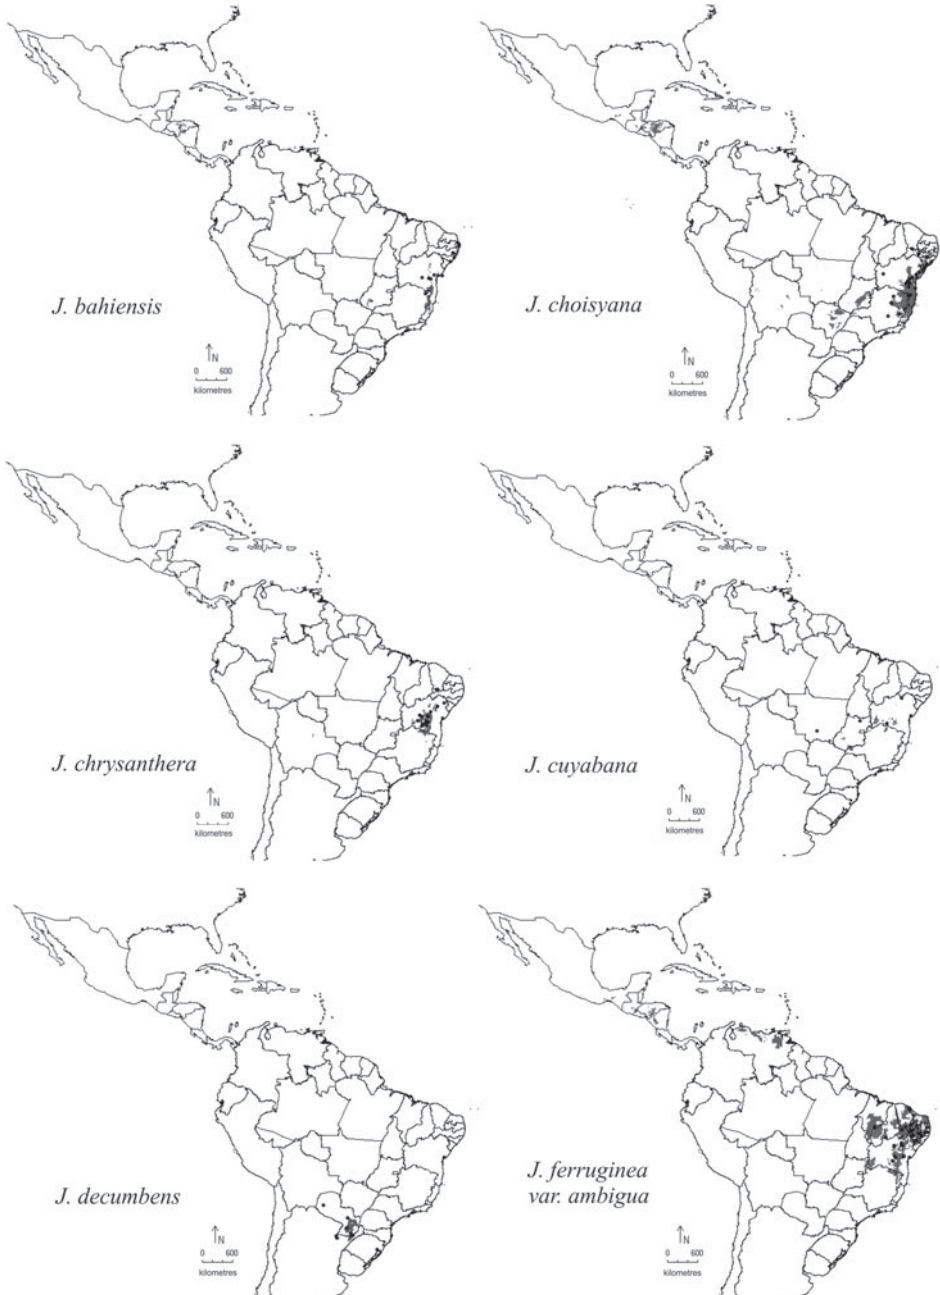 J. bahiensis
N
0 600
kilometres
J. choisyana
N
0 600
kilometres
J. chrysanthera
N
0 600
kilometres
J. cuyabana
N
0 600
kilometres
J. decumbens
N
0 600
kilometres
J. ferruginea
var. ambigua
N
0 600
kilometres